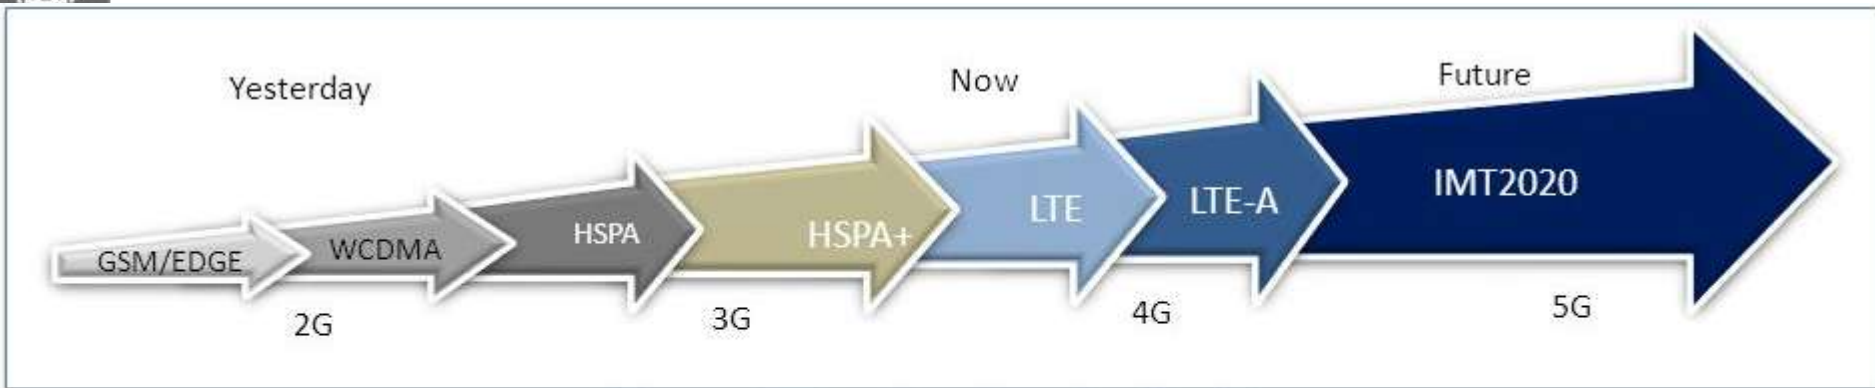 Yesterday
Now
Future
GSM/EDGE
WCDMA
HSPA
HSPA+
LTE
LTE-A
IMT2020
2G
3G
4G
5G